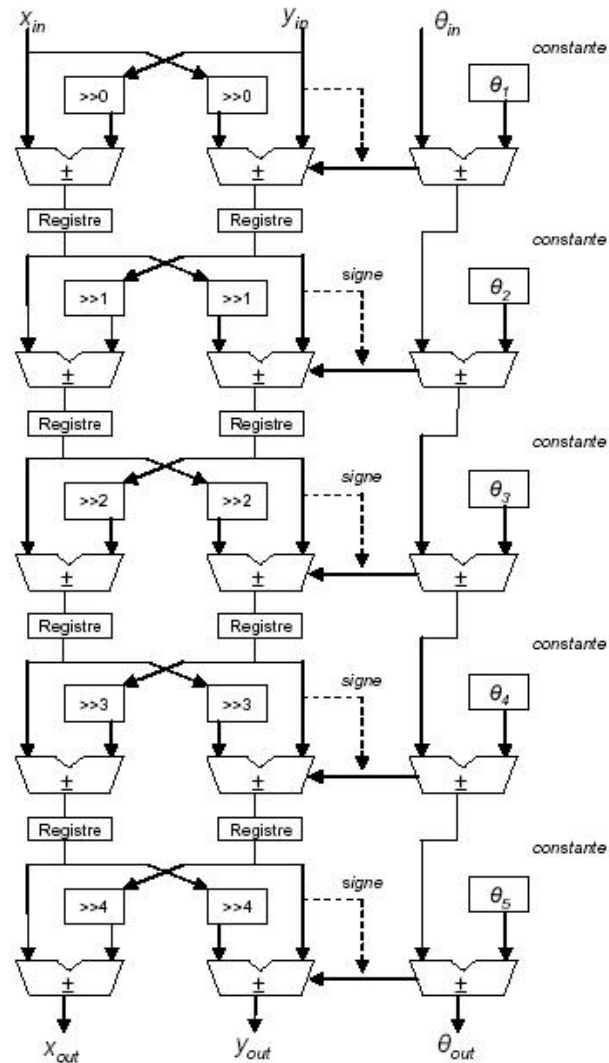 x_in y_in θ_in
constante
>>0 >>0 θ_1
± ± ±
Registre Registre
constante
signe
>>1 >>1 θ_2
± ± ±
Registre Registre
constante
signe
>>2 >>2 θ_3
± ± ±
Registre Registre
constante
signe
>>3 >>3 θ_4
± ± ±
Registre Registre
constante
signe
>>4 >>4 θ_5
± ± ±
x_out y_out θ_out